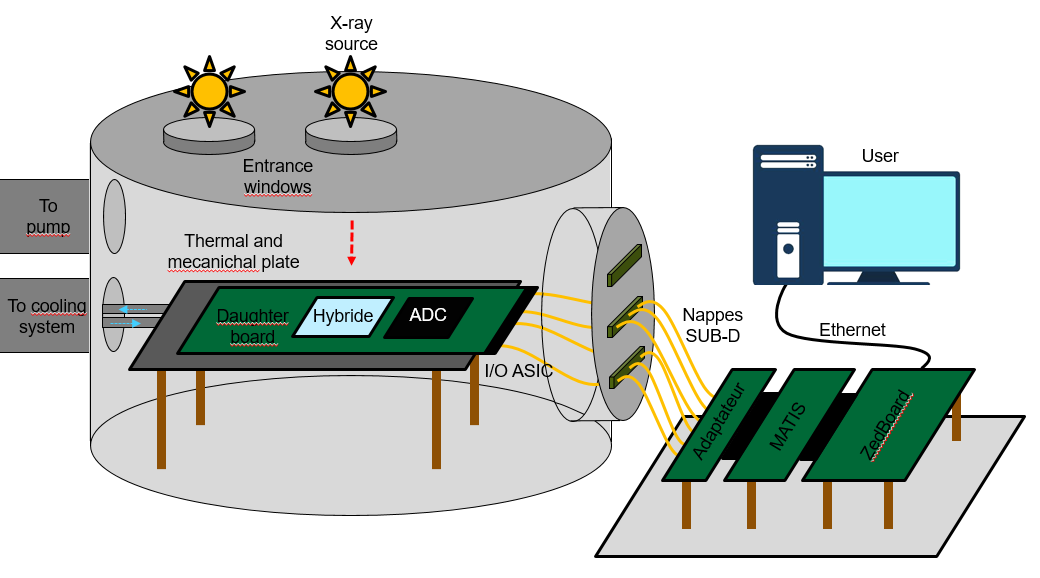 X-ray
source
Entrance
windows
To
pump
Thermal and
mecanichal plate
To cooling
system
Daughter
board
Hybride
ADC
I/O ASIC
Nappes
SUB-D
User
Ethernet
Adaptateur
MATIS
ZedBoard